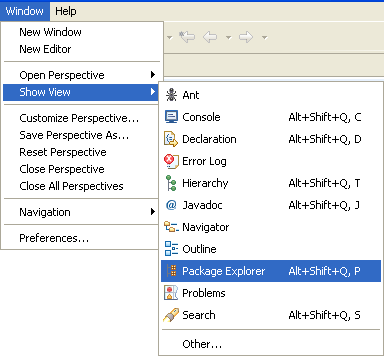 Window Help
New Window
New Editor
Open Perspective
Show View
Customize Perspective...
Save Perspective As...
Reset Perspective
Close Perspective
Close All Perspectives
Navigation
Preferences...
Ant
Console Alt+Shift+Q, C
Declaration Alt+Shift+Q, D
Error Log
Hierarchy Alt+Shift+Q, T
Javadoc Alt+Shift+Q, J
Navigator
Outline
Package Explorer Alt+Shift+Q, P
Problems
Search Alt+Shift+Q, S
Other...